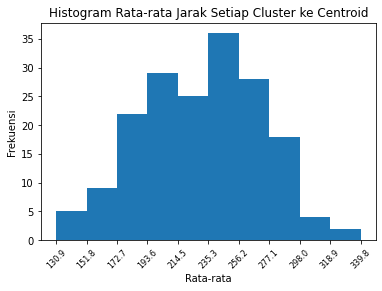 Histogram Rata-rata Jarak Setiap Cluster ke Centroid
35
30
25
20
15
10
5
0
Frekuensi
130.9 151.8 172.7 193.6 214.5 235.3 256.2 277.1 298.0 318.9 339.8
Rata-rata